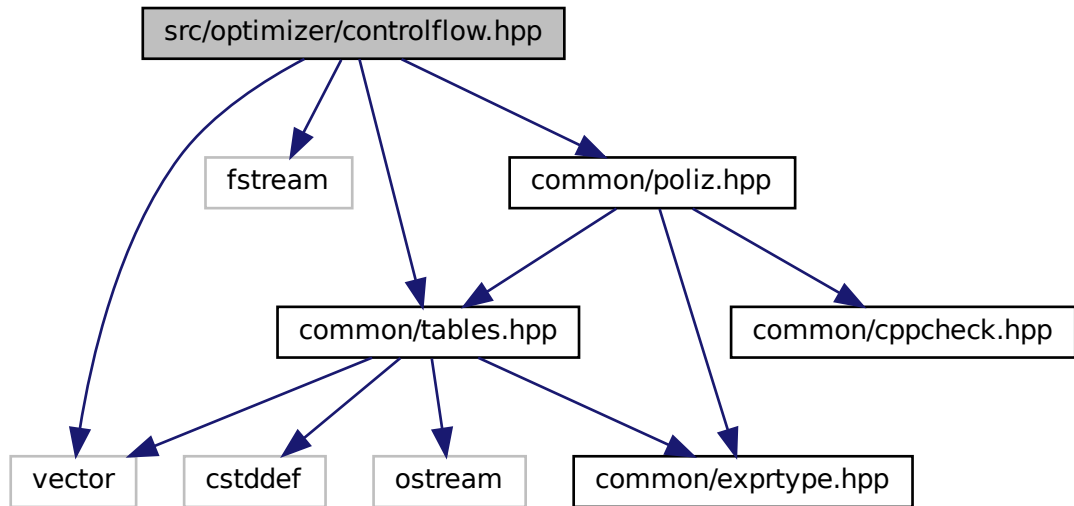 src/optimizer/controlflow.hpp
fstream
common/poliz.hpp
common/tables.hpp
common/cppcheck.hpp
vector
cstddef
ostream
common/exprtype.hpp